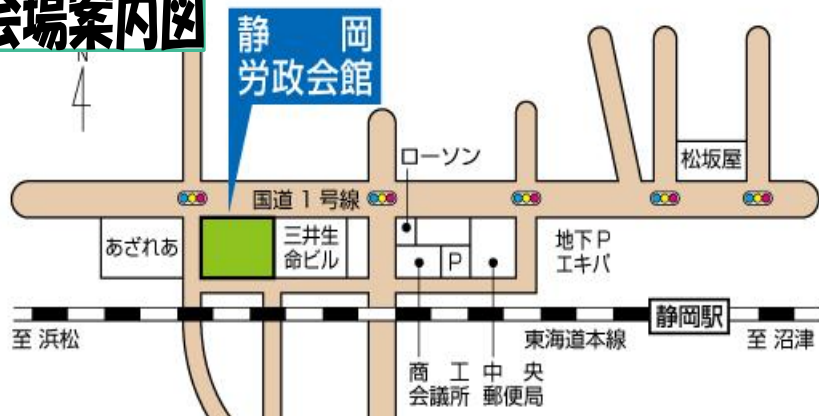 会場案内図
N
静岡
労政会館
ローソン
松坂屋
国道1号線
あざれあ
三井生
命ビル
P
地下P
エキパ
静岡駅
至 浜松
東海道本線
至 沼津
商工
会議所
中央
郵便局